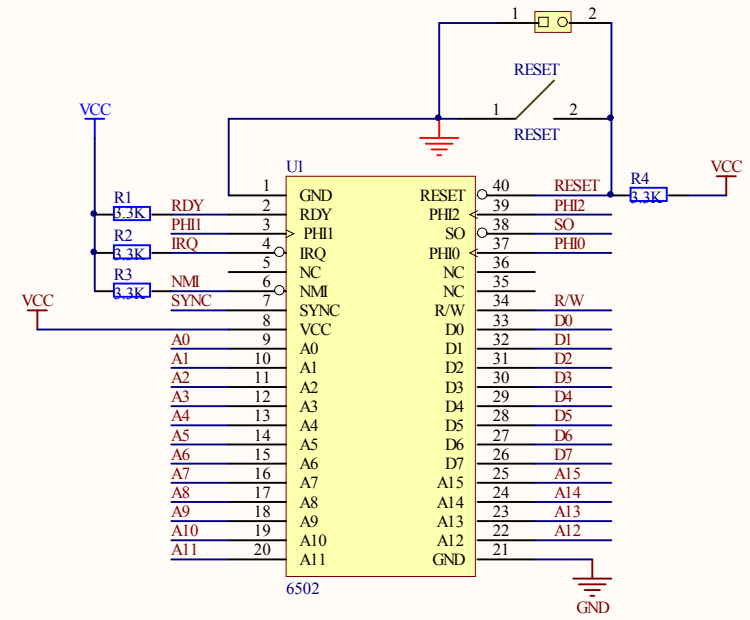 1 2
RESET
1 2
RESET
VCC
U1
VCC
R1
3.3K
RDY
1 GND RESET 40 RESET
R4
3.3K
2 RDY PHI2 39 PHI2
PHI1 3 PHI1 SO 38 SO
R2
3.3K
IRQ 4 IRQ PHI0 37 PHI0
5 NC NC 36
R3
3.3K
NMI 6 NMI NC 35
SYNC 7 SYNC R/W 34 R/W
VCC
8 VCC D0 33 D0
A0 9 A0 D1 32 D1
A1 10 A1 D2 31 D2
A2 11 A2 D3 30 D3
A3 12 A3 D4 29 D4
A4 13 A4 D5 28 D5
A5 14 A5 D6 27 D6
A6 15 A6 D7 26 D7
A7 16 A7 A15 25 A15
A8 17 A8 A14 24 A14
A9 18 A9 A13 23 A13
A10 19 A10 A12 22 A12
A11 20 A11 GND 21
6502
GND